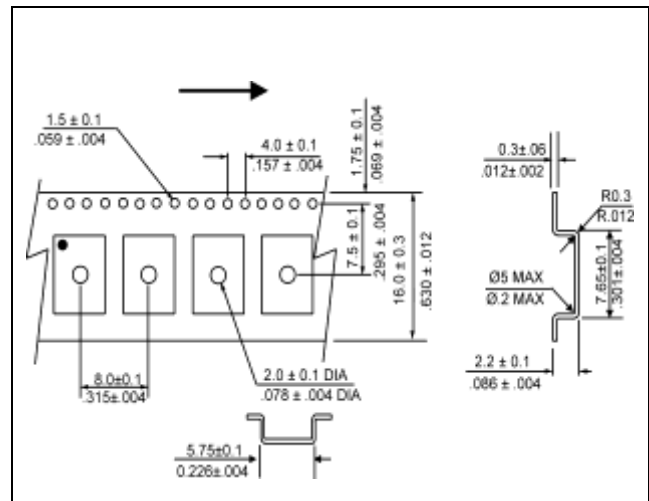 1.5 ± 0.1
.059 ± .004
4.0 ± 0.1
.157 ± .004
1.75 ± 0.1
.069 ± .004
0.3±.06
.012±.002
R0.3
R.012
7.5 ± 0.1
.295 ± .004
16.0 ± 0.3
.630 ± .012
7.65±0.1
.301±.004
Ø5 MAX
Ø.2 MAX
8.0±0.1
.315±.004
2.0 ± 0.1 DIA
.078 ± .004 DIA
2.2 ± 0.1
.086 ± .004
5.75±0.1
0.226±.004